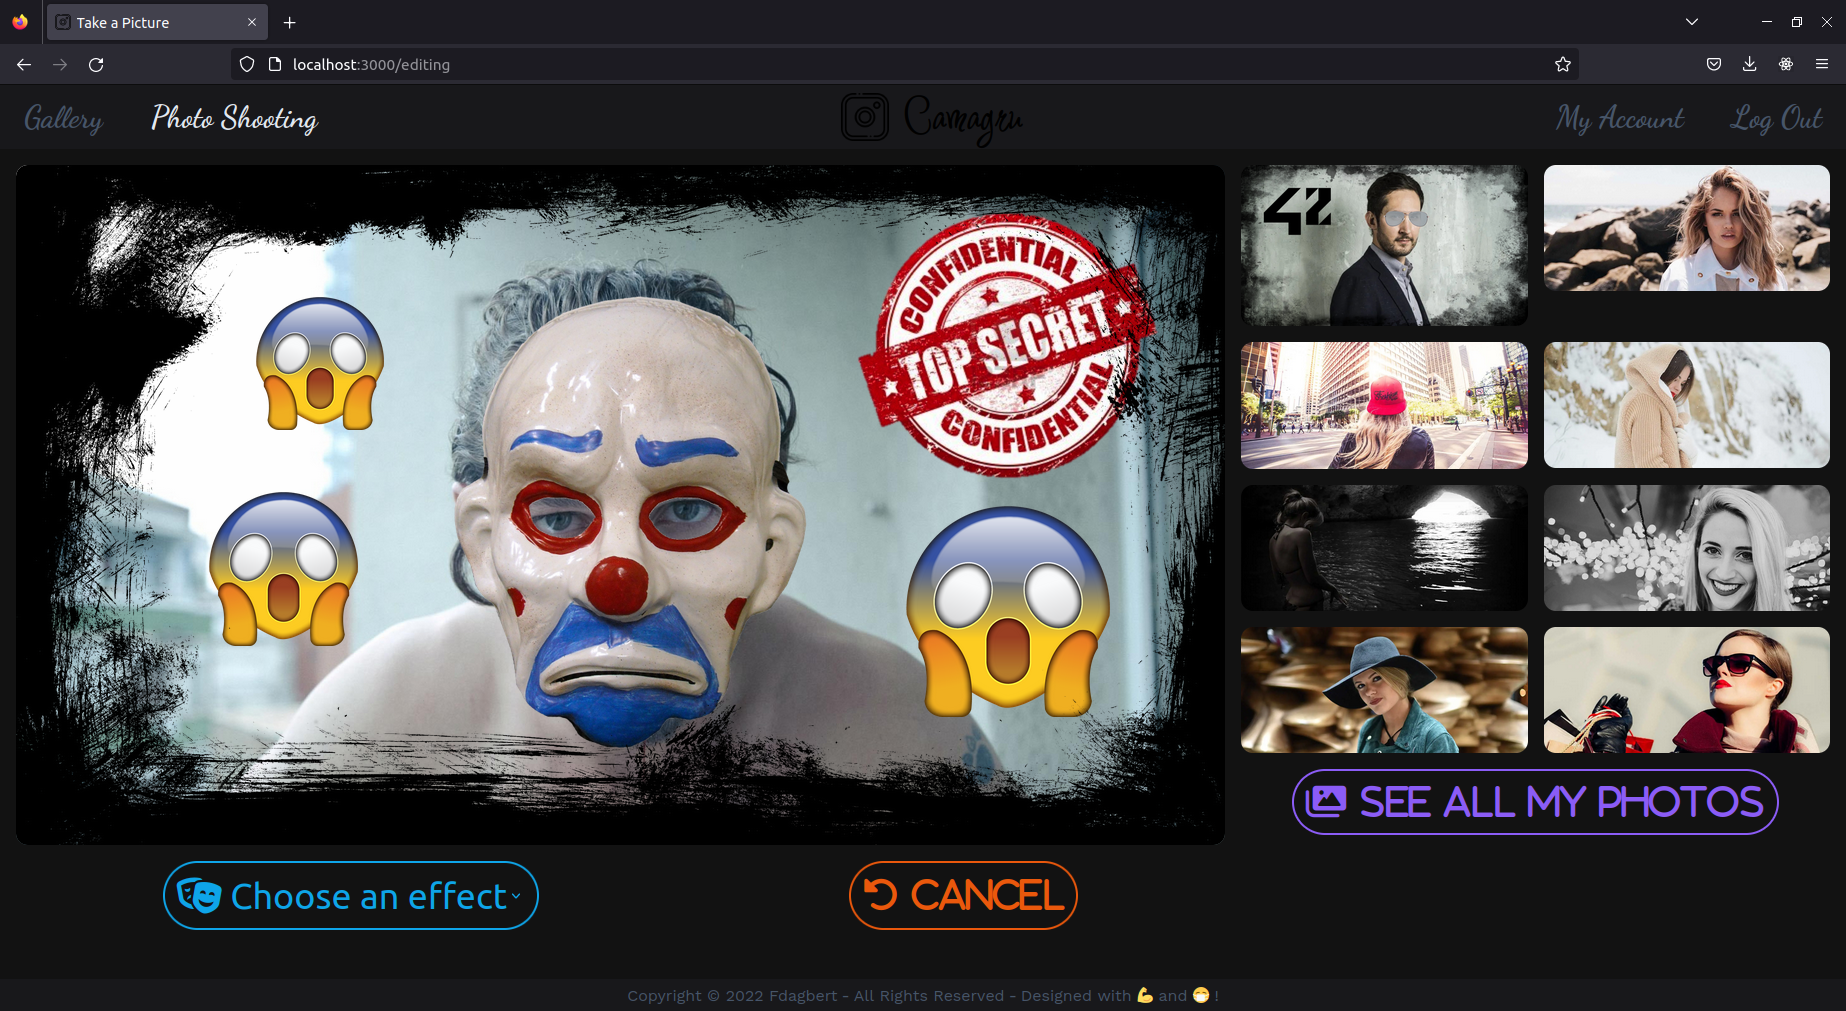 Take a Picture
localhost:3000/editing
Gallery
Photo Shooting
Camagru
My Account
Log Out
CONFIDENTIAL
TOP SECRET
CONFIDENTIAL
42
SEE ALL MY PHOTOS
Choose an effect
CANCEL
Copyright © 2022 Fdagbert - All Rights Reserved - Designed with 💪 and 😷 !